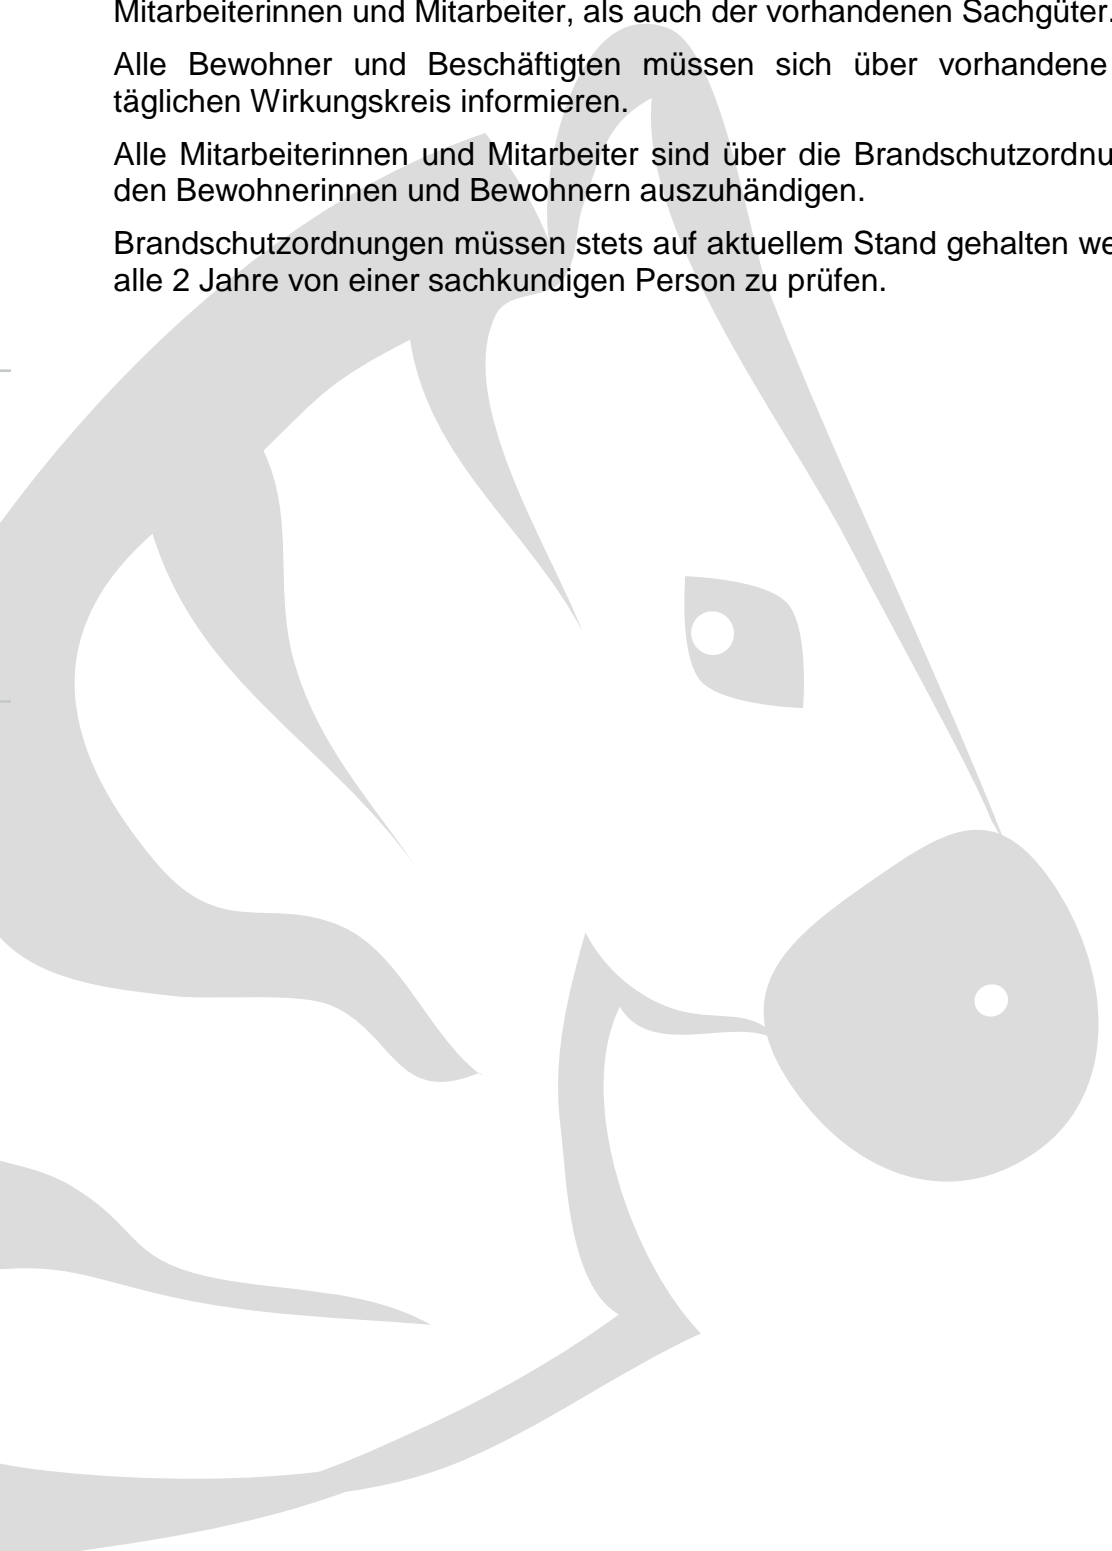 Mitarbeiterinnen und Mitarbeiter, als auch der vorhandenen Sachgüter.
Alle Bewohner und Beschäftigten müssen sich über vorhandene
täglichen Wirkungskreis informieren.
Alle Mitarbeiterinnen und Mitarbeiter sind über die
den Bewohnerinnen und Bewohnern auszuhändigen.
Brandschutzordnungen müssen stets auf aktuellem Stand gehalten
alle 2 Jahre von einer sachkundigen Person zu prüfen.